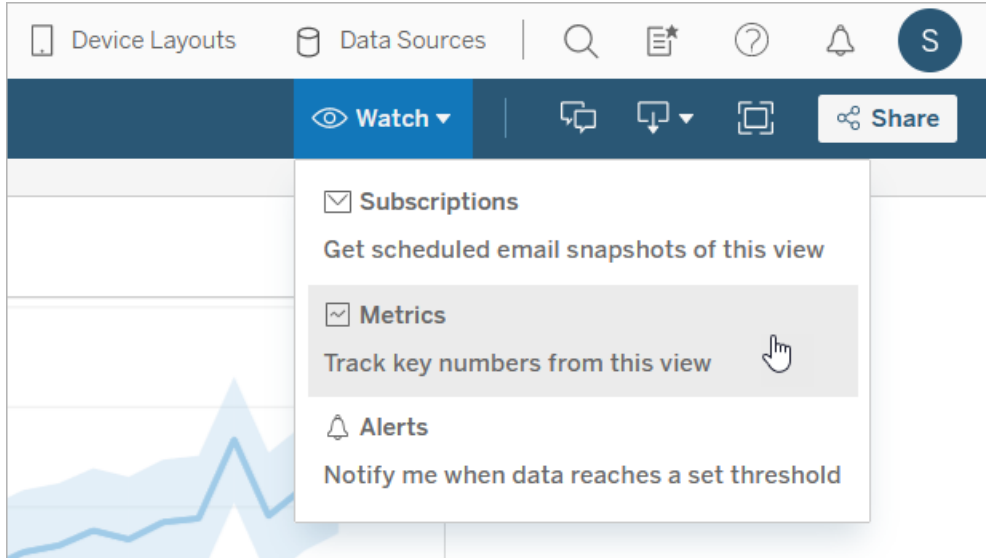 Device Layouts
Data Sources
S
Watch
Share
Subscriptions
Get scheduled email snapshots of this view
Metrics
Track key numbers from this view
Alerts
Notify me when data reaches a set threshold